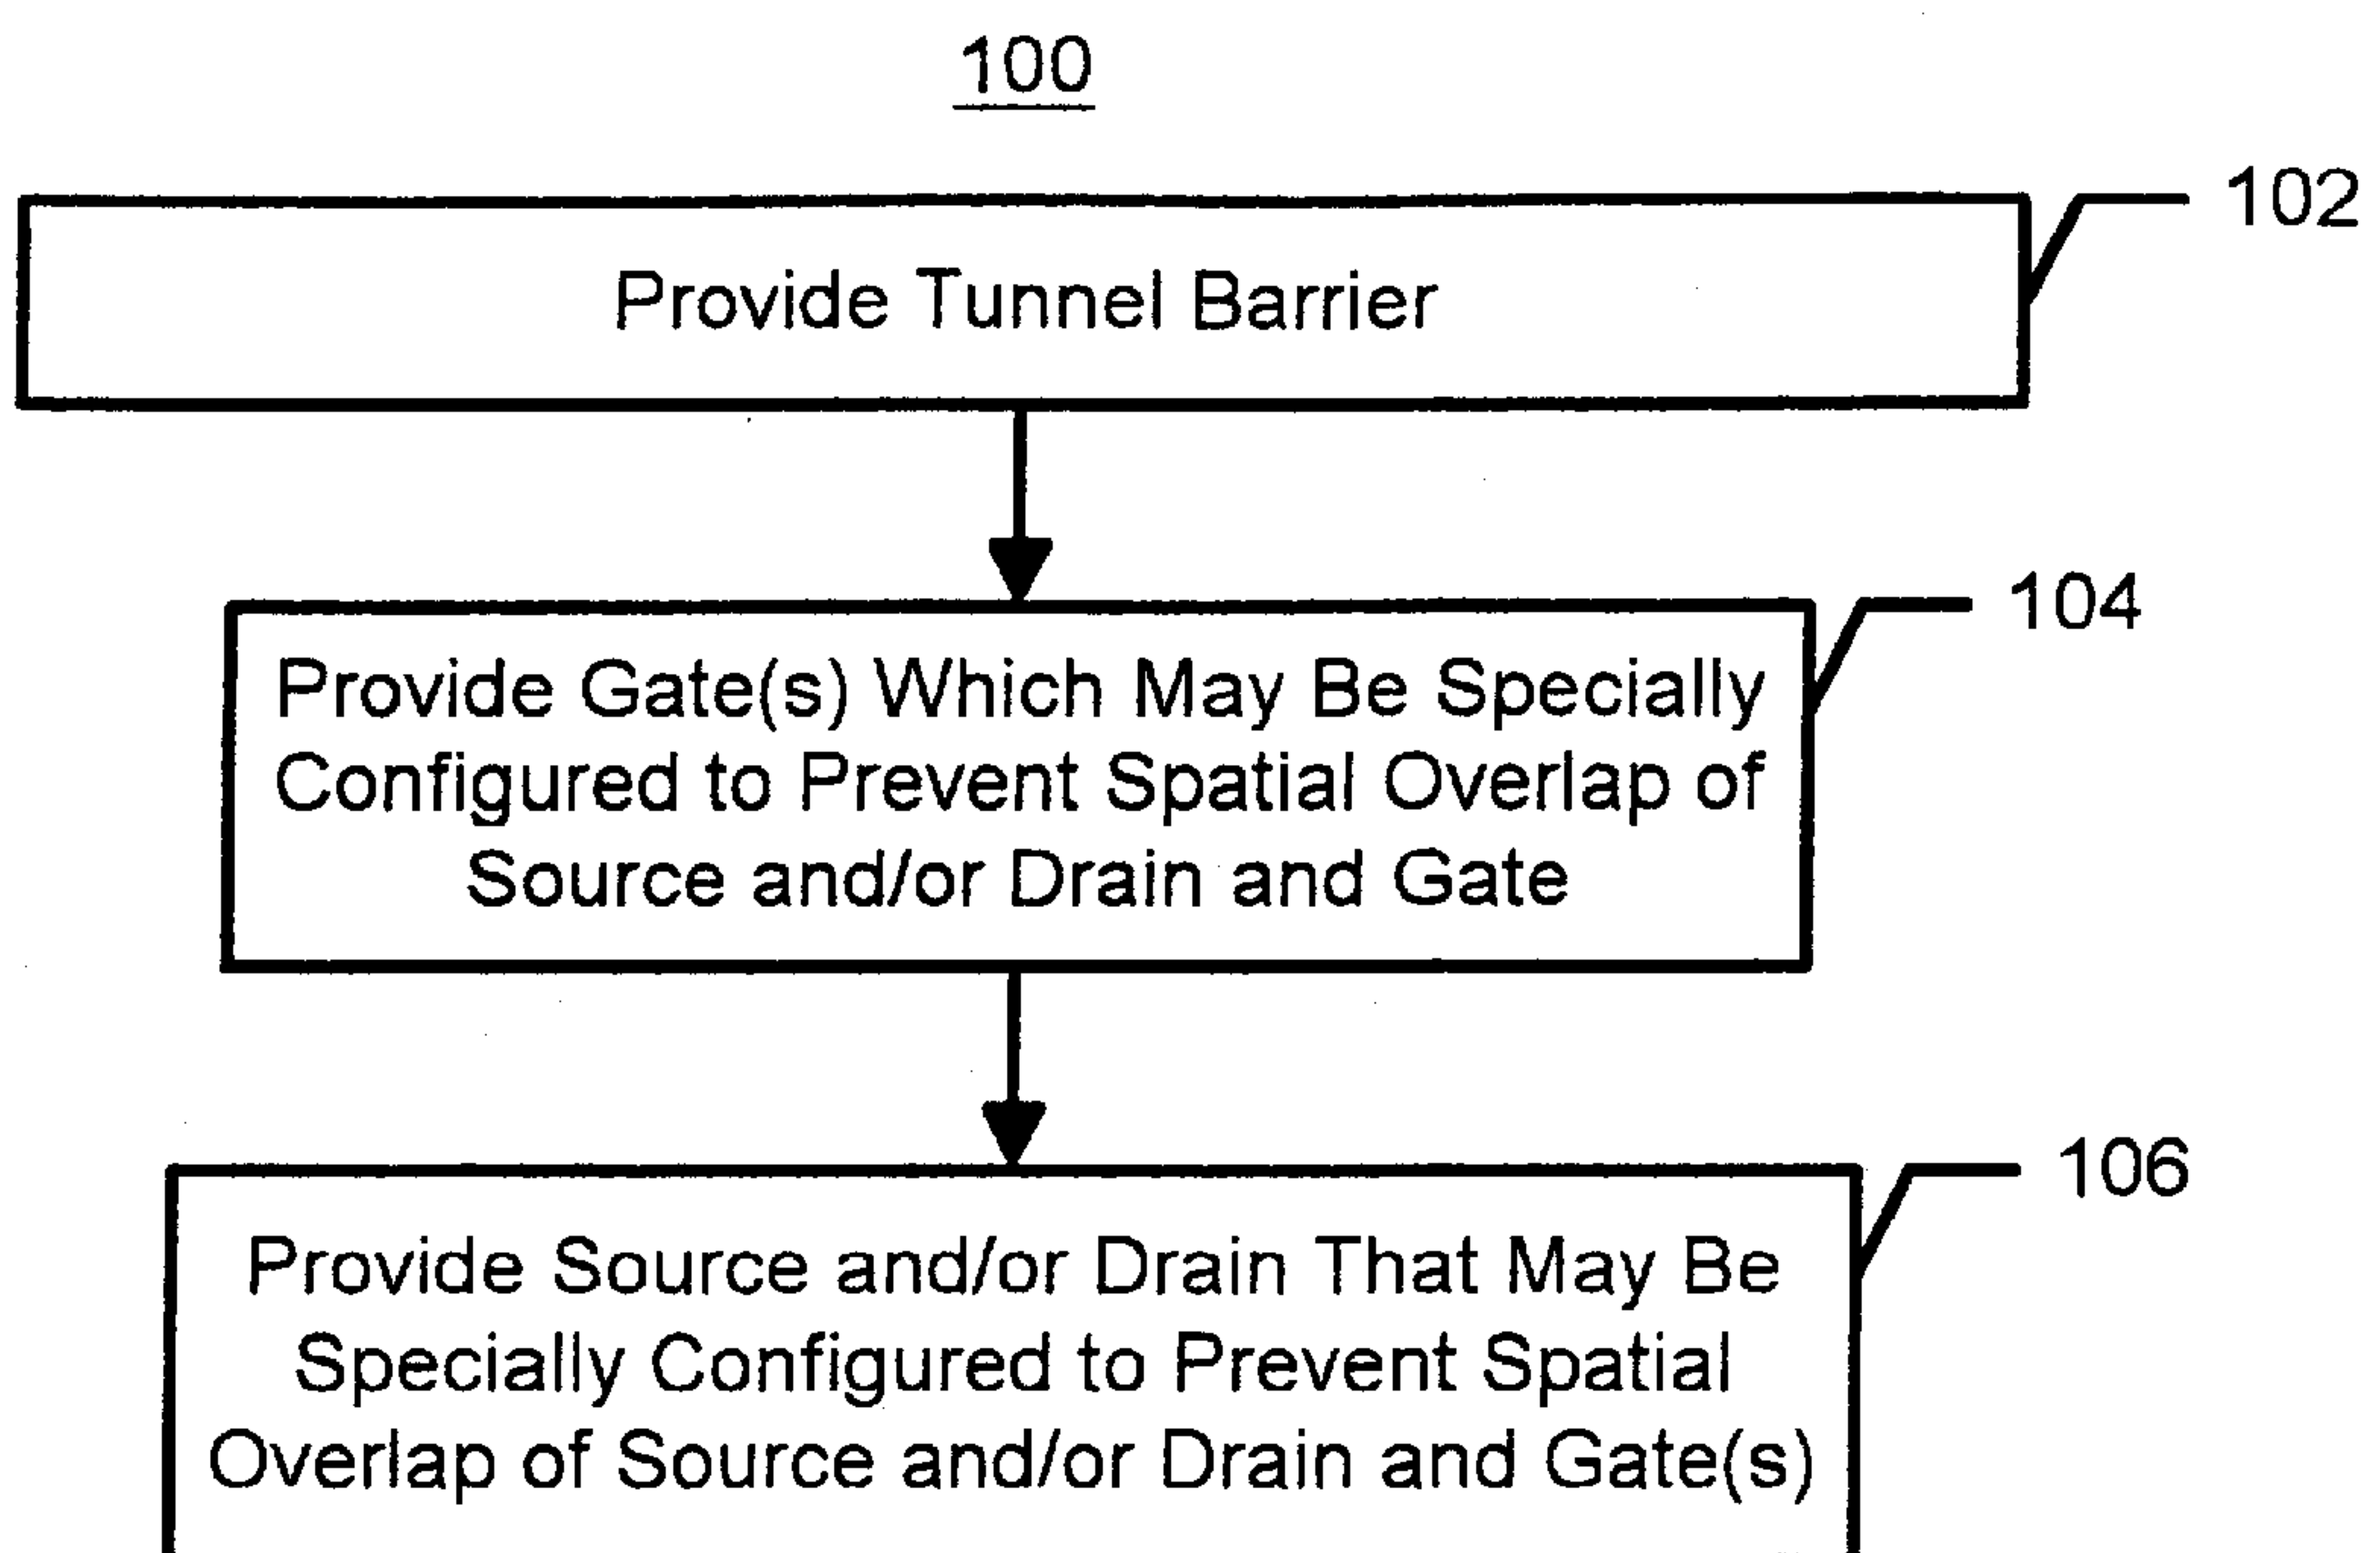 100
102
Provide Tunnel Barrier
104
Provide Gate(s) Which May Be Specially
Configured to Prevent Spatial Overlap of
Source and/or Drain and Gate
106
Provide Source and/or Drain That May Be
Specially Configured to Prevent Spatial
Overlap of Source and/or Drain and Gate(s)